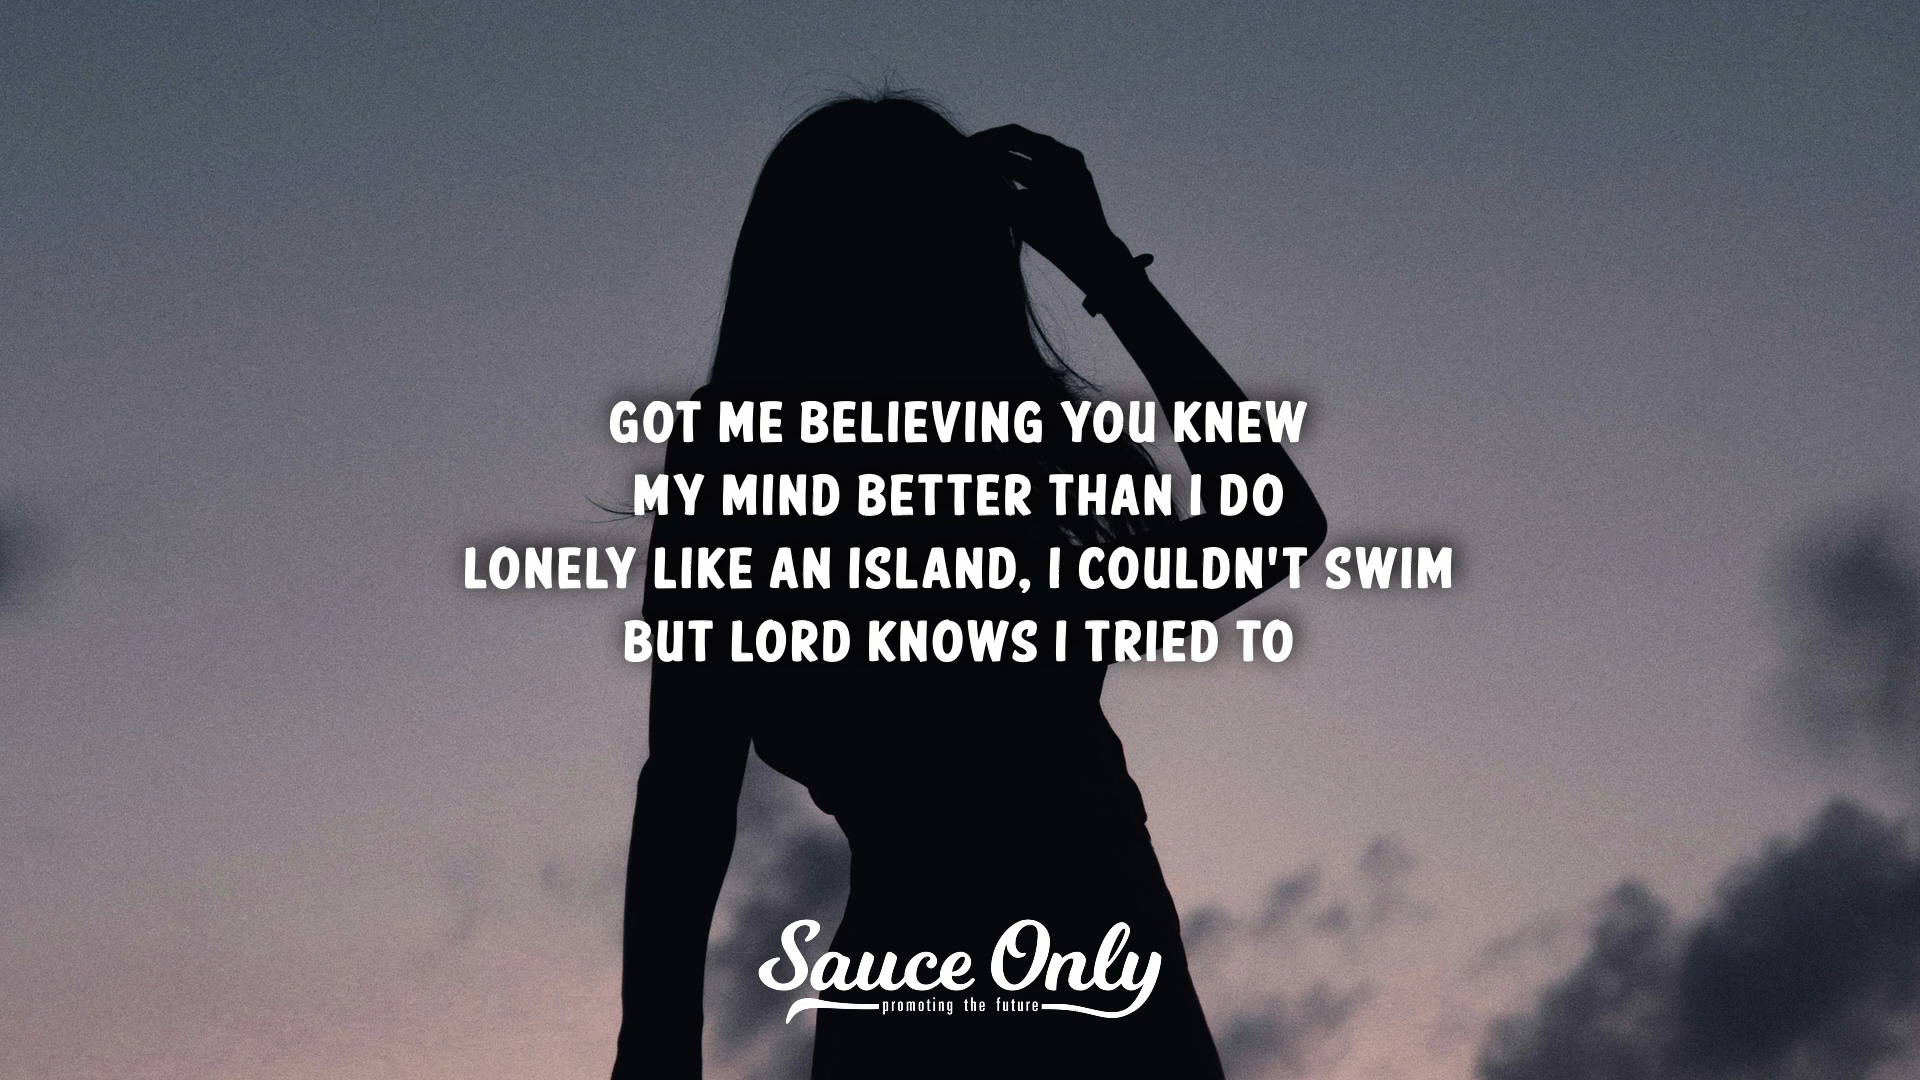 GOT ME BELIEVING YOU KNEW
MY MIND BETTER THAN I DO
LONELY LIKE AN ISLAND, I COULDN'T SWIM
BUT LORD KNOWS I TRIED TO
Sauce Only
promoting the future